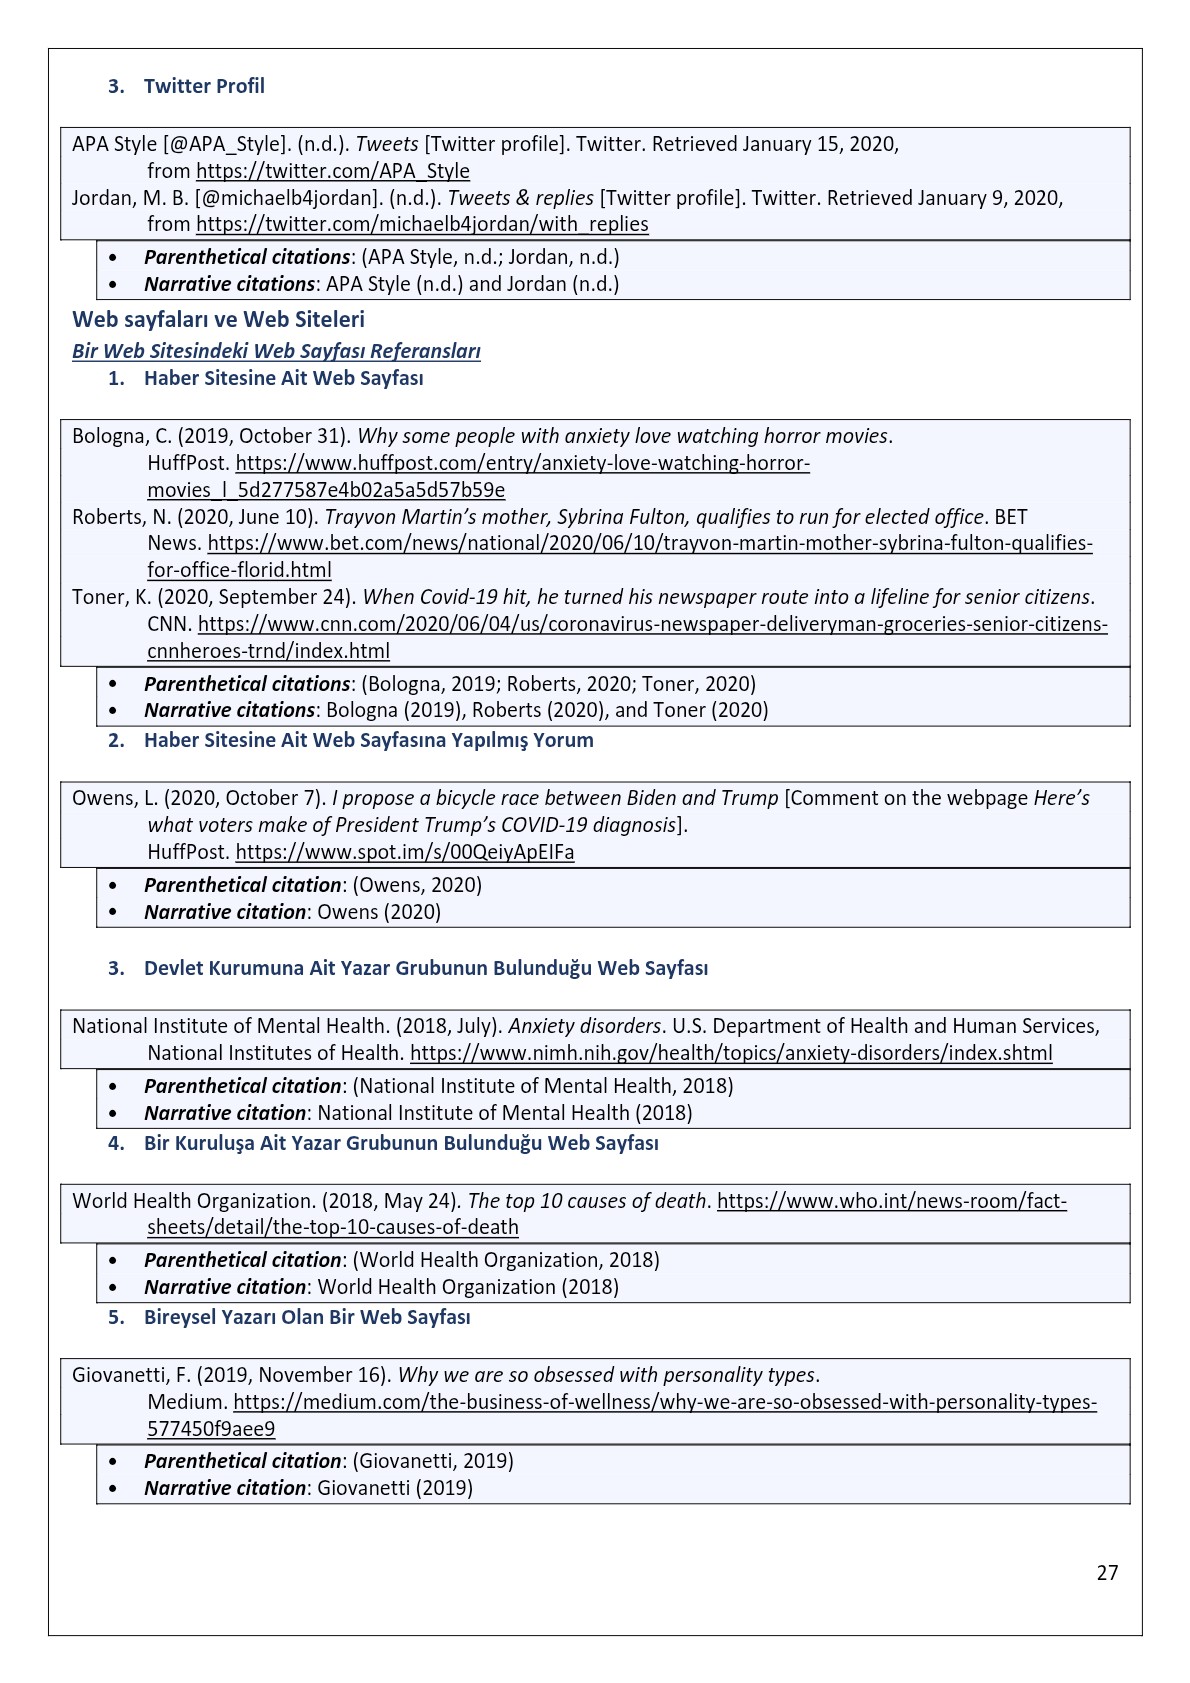 3. Twitter Profil
APA Style [@APA_Style]. (n.d.). Tweets [Twitter profile]. Twitter. Retrieved January 15, 2020,
from https://twitter.com/APA_Style
Jordan, M. B. [@michaelb4jordan]. (n.d.). Tweets & replies [Twitter profile]. Twitter. Retrieved January 9, 2020,
from https://twitter.com/michaelb4jordan/with_replies
• Parenthetical citations: (APA Style, n.d.; Jordan, n.d.)
• Narrative citations: APA Style (n.d.) and Jordan (n.d.)
Web sayfaları ve Web Siteleri
Bir Web Sitesindeki Web Sayfası Referansları
1. Haber Sitesine Ait Web Sayfası
Bologna, C. (2019, October 31). Why some people with anxiety love watching horror movies.
HuffPost. https://www.huffpost.com/entry/anxiety-love-watching-horror-
movies_l_5d277587e4b02a5a5d57b59e
Roberts, N. (2020, June 10). Trayvon Martin’s mother, Sybrina Fulton, qualifies to run for elected office. BET
News. https://www.bet.com/news/national/2020/06/10/trayvon-martin-mother-sybrina-fulton-qualifies-
for-office-florid.html
Toner, K. (2020, September 24). When Covid-19 hit, he turned his newspaper route into a lifeline for senior citizens.
CNN. https://www.cnn.com/2020/06/04/us/coronavirus-newspaper-deliveryman-groceries-senior-citizens-
cnnheroes-trnd/index.html
• Parenthetical citations: (Bologna, 2019; Roberts, 2020; Toner, 2020)
• Narrative citations: Bologna (2019), Roberts (2020), and Toner (2020)
2. Haber Sitesine Ait Web Sayfasına Yapılmış Yorum
Owens, L. (2020, October 7). I propose a bicycle race between Biden and Trump [Comment on the webpage Here’s
what voters make of President Trump’s COVID-19 diagnosis].
HuffPost. https://www.spot.im/s/00QeiyApEIFa
• Parenthetical citation: (Owens, 2020)
• Narrative citation: Owens (2020)
3. Devlet Kurumuna Ait Yazar Grubunun Bulunduğu Web Sayfası
National Institute of Mental Health. (2018, July). Anxiety disorders. U.S. Department of Health and Human Services,
National Institutes of Health. https://www.nimh.nih.gov/health/topics/anxiety-disorders/index.shtml
• Parenthetical citation: (National Institute of Mental Health, 2018)
• Narrative citation: National Institute of Mental Health (2018)
4. Bir Kuruluşa Ait Yazar Grubunun Bulunduğu Web Sayfası
World Health Organization. (2018, May 24). The top 10 causes of death. https://www.who.int/news-room/fact-
sheets/detail/the-top-10-causes-of-death
• Parenthetical citation: (World Health Organization, 2018)
• Narrative citation: World Health Organization (2018)
5. Bireysel Yazarı Olan Bir Web Sayfası
Giovanetti, F. (2019, November 16). Why we are so obsessed with personality types.
Medium. https://medium.com/the-business-of-wellness/why-we-are-so-obsessed-with-personality-types-
577450f9aee9
• Parenthetical citation: (Giovanetti, 2019)
• Narrative citation: Giovanetti (2019)
27